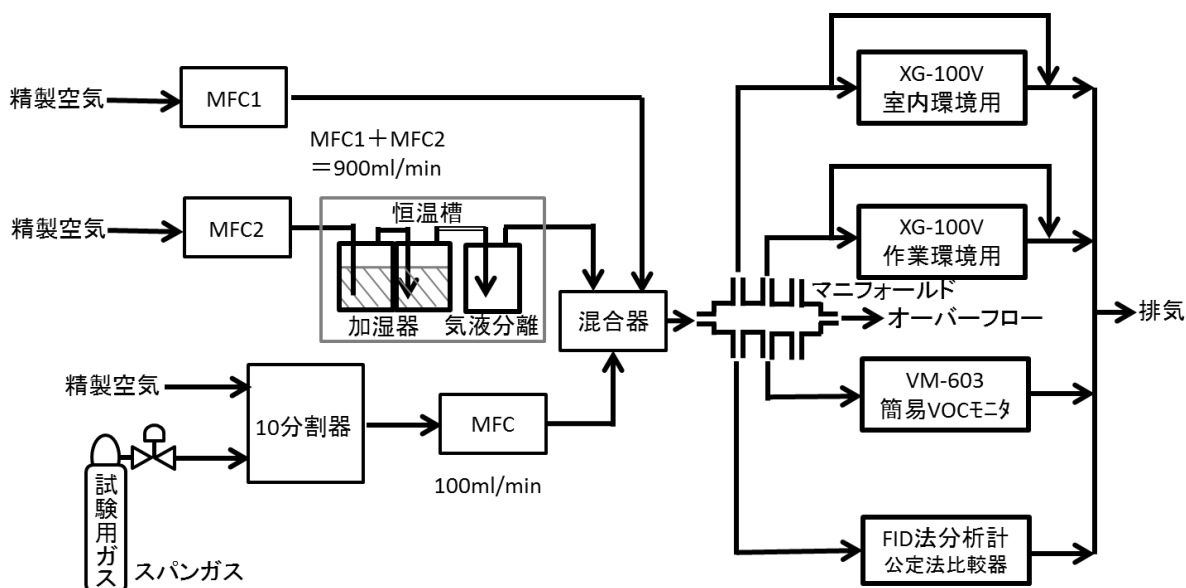 精製空気
MFC1
MFC1＋MFC2
＝900ml/min
精製空気
MFC2
恒温槽
加湿器
気液分離
混合器
精製空気
10分割器
MFC
100ml/min
試験用ガス
スパンガス
XG-100V
室内環境用
XG-100V
作業環境用
マニフォールド
オーバーフロー
排気
VM-603
簡易VOCモニタ
FID法分析計
公定法比較器